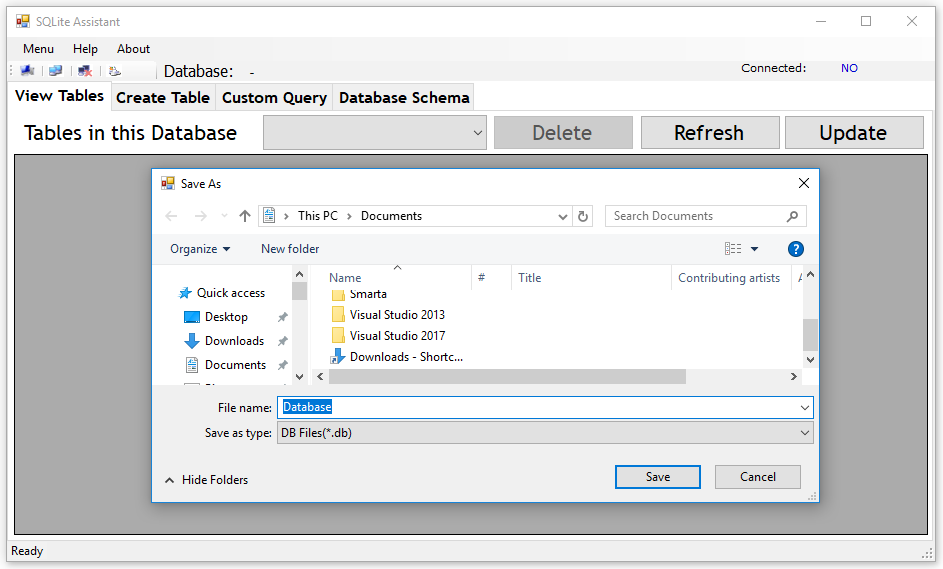 SQLite Assistant
Menu Help About
Database: - Connected: NO
View Tables Create Table Custom Query Database Schema
Tables in this Database Delete Refresh Update
Save As
This PC > Documents Search Documents
Organize New folder ?
Name # Title Contributing artists
Quick access
Desktop
Downloads
Documents
Smarta
Visual Studio 2013
Visual Studio 2017
Downloads - Shortc...
File name: Database
Save as type: DB Files(*.db)
Hide Folders Save Cancel
Ready